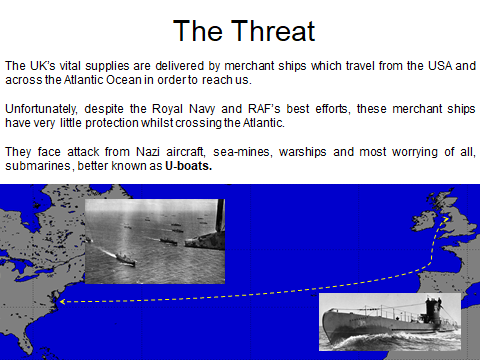 The Threat
The UK's vital supplies are delivered by merchant ships which travel from the USA and
across the Atlantic Ocean in order to reach us.
Unfortunately, despite the Royal Navy and RAF's best efforts, these merchant ships
have very little protection whilst crossing the Atlantic.
They face attack from Nazi aircraft, sea-mines, warships and most worrying of all,
submarines, better known as U-boats.